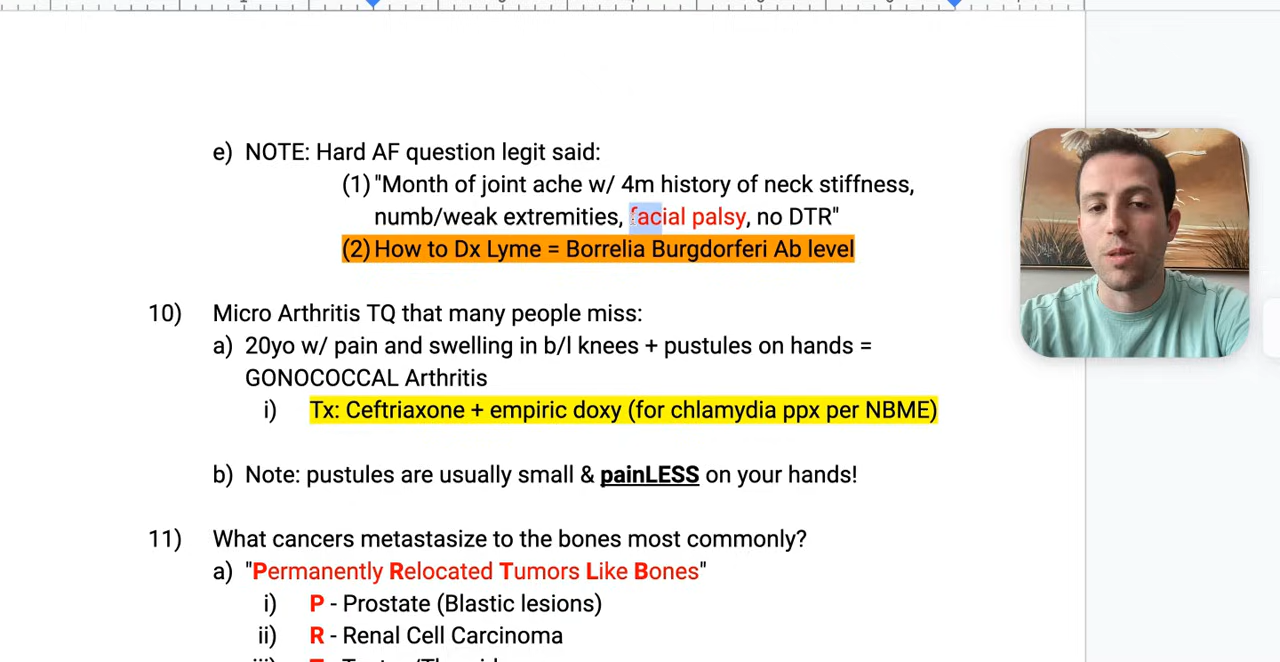 e) NOTE: Hard AF question legit said:
(1) "Month of joint ache w/ 4m history of neck stiffness,
numb/weak extremities, facial palsy, no DTR"
(2) How to Dx Lyme = Borrelia Burgdorferi Ab level
10) Micro Arthritis TQ that many people miss:
a) 20yo w/ pain and swelling in b/l knees + pustules on hands =
GONOCOCCAL Arthritis
i) Tx: Ceftriaxone + empiric doxy (for chlamydia ppx per NBME)
b) Note: pustules are usually small & painLESS on your hands!
11) What cancers metastasize to the bones most commonly?
a) "Permanently Relocated Tumors Like Bones"
i) P - Prostate (Blastic lesions)
ii) R - Renal Cell Carcinoma